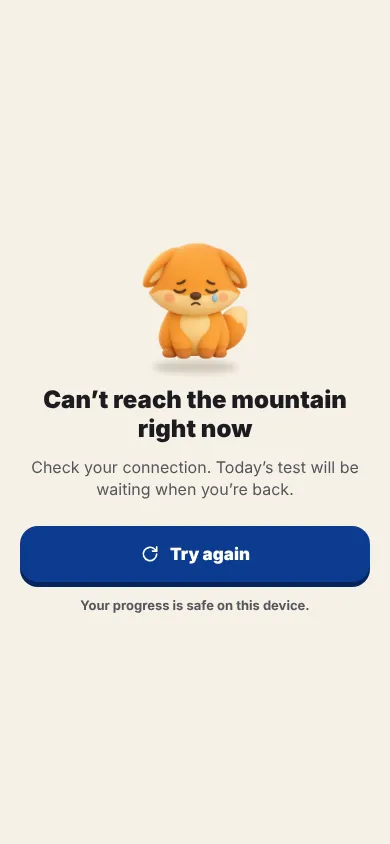 Can’t reach the mountain
right now
Check your connection. Today’s test will be
waiting when you’re back.
Try again
Your progress is safe on this device.